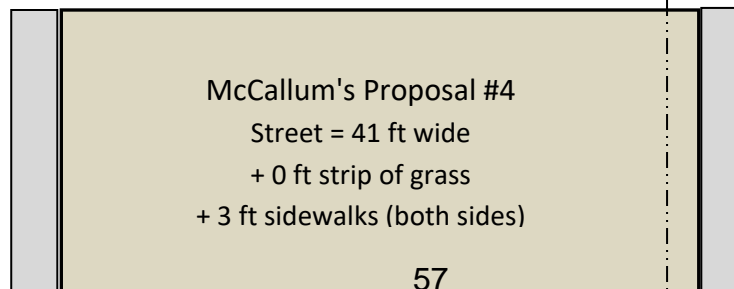 McCallum's Proposal #4
Street = 41 ft wide
+ 0 ft strip of grass
+ 3 ft sidewalks (both sides)
57